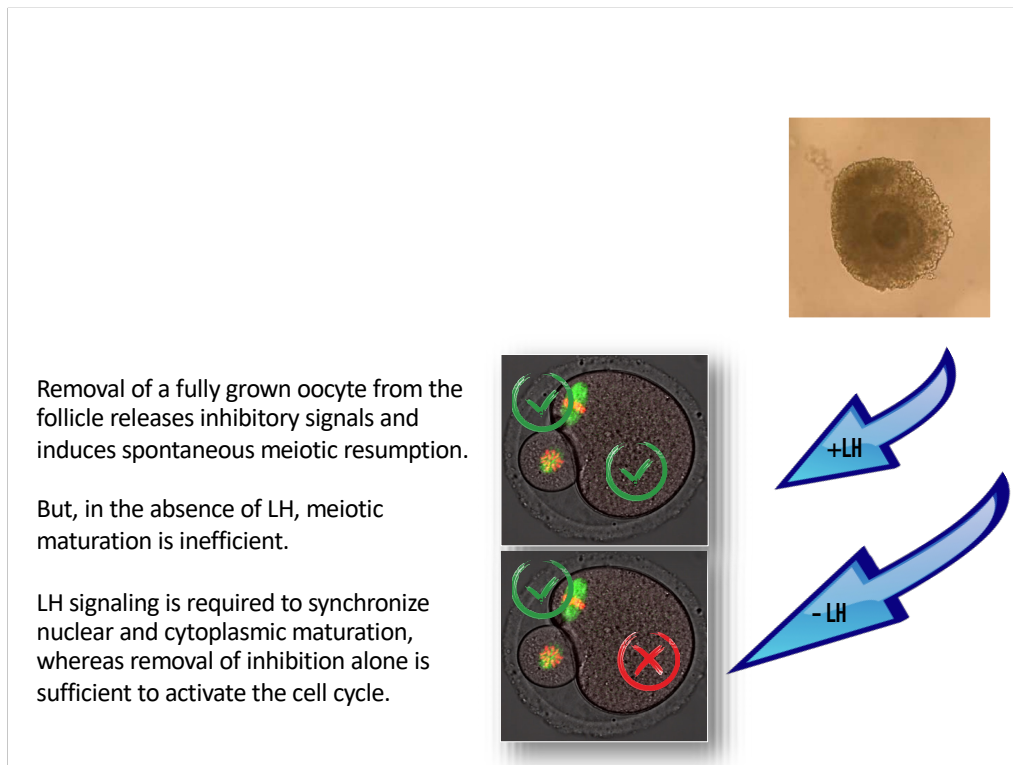 Removal of a fully grown oocyte from the
follicle releases inhibitory signals and
induces spontaneous meiotic resumption.
But, in the absence of LH, meiotic
maturation is inefficient.
LH signaling is required to synchronize
nuclear and cytoplasmic maturation,
whereas removal of inhibition alone is
sufficient to activate the cell cycle.
+LH
- LH